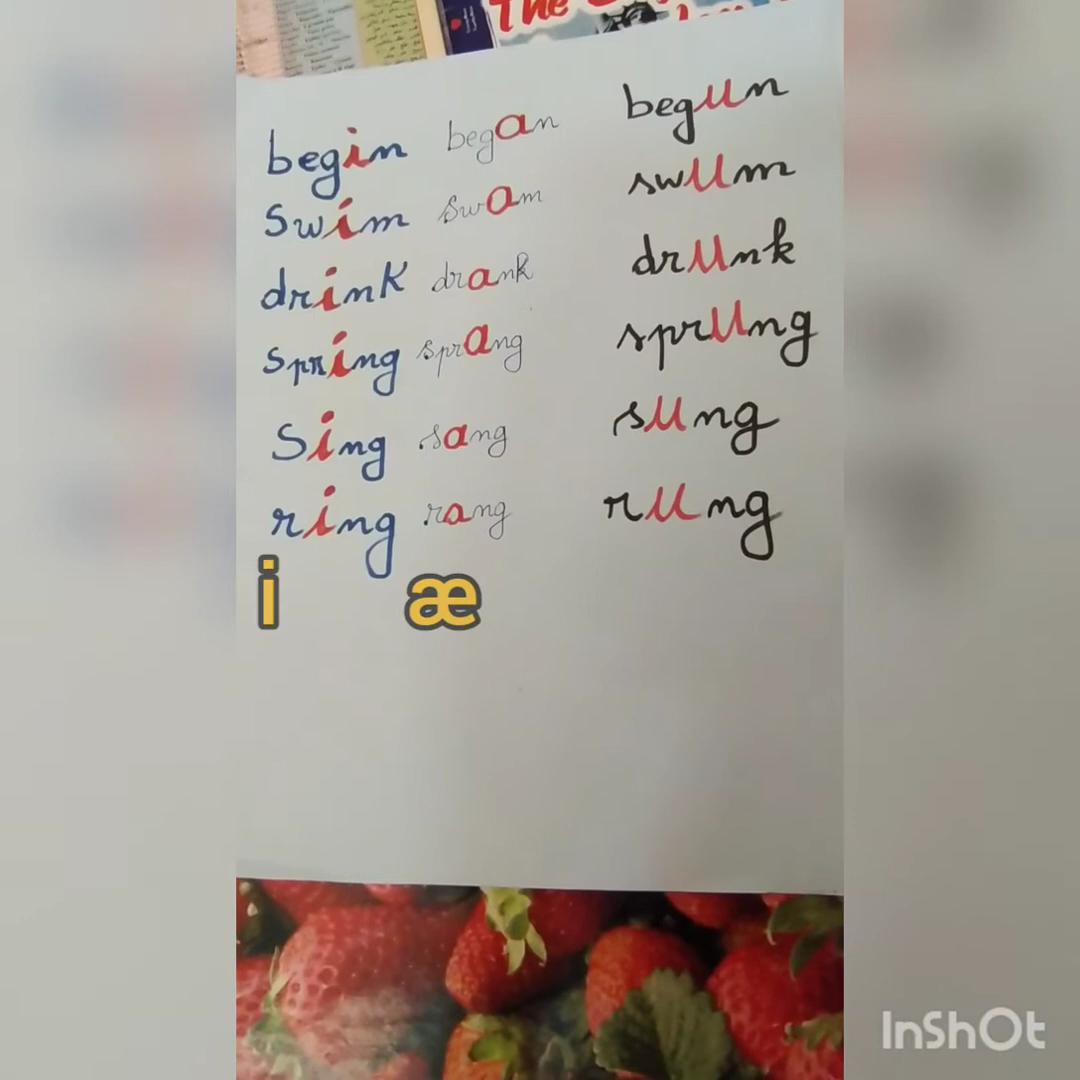 The
begin began begun
swim swam swum
drink drank drunk
spring sprang sprung
sing sang sung
ring rang rung
i æ
InShOt